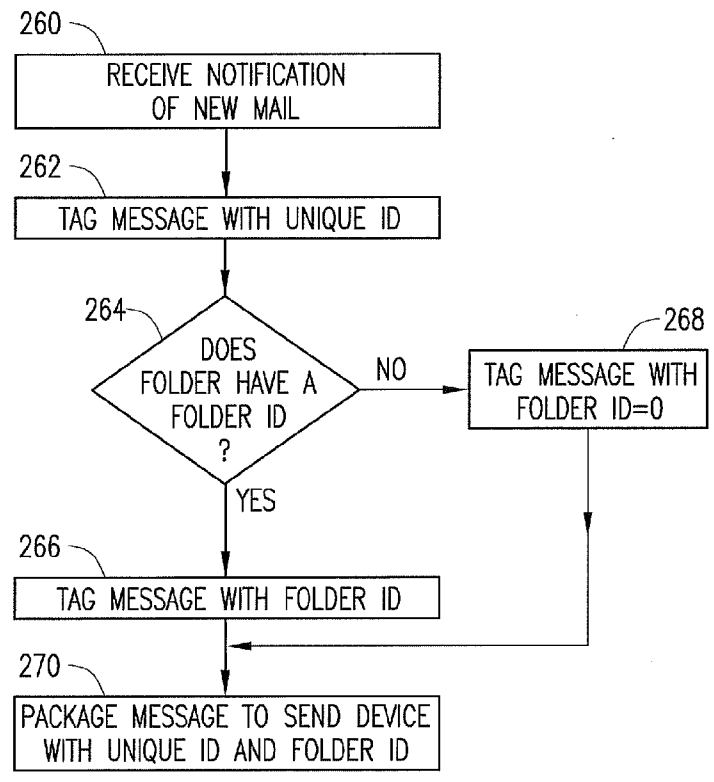 260
RECEIVE NOTIFICATION
OF NEW MAIL
262
TAG MESSAGE WITH UNIQUE ID
264
DOES
FOLDER HAVE A
FOLDER ID
?
NO
268
TAG MESSAGE WITH
FOLDER ID=0
YES
266
TAG MESSAGE WITH FOLDER ID
270
PACKAGE MESSAGE TO SEND DEVICE
WITH UNIQUE ID AND FOLDER ID